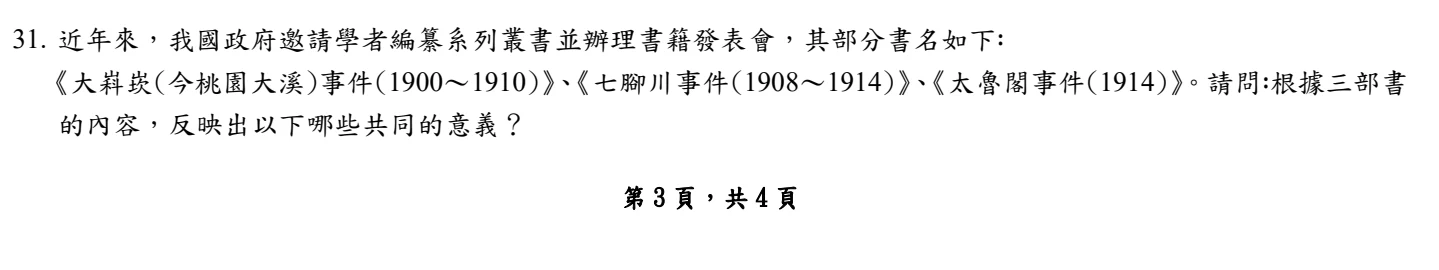 31. 近年來，我國政府邀請學者編纂系列叢書並辦理書籍發表會，其部分書名如下:
《大嵙崁(今桃園大溪)事件(1900～1910)》、《七腳川事件(1908～1914)》、《太魯閣事件(1914)》。請問:根據三部書
的內容，反映出以下哪些共同的意義？
第 3 頁，共 4 頁